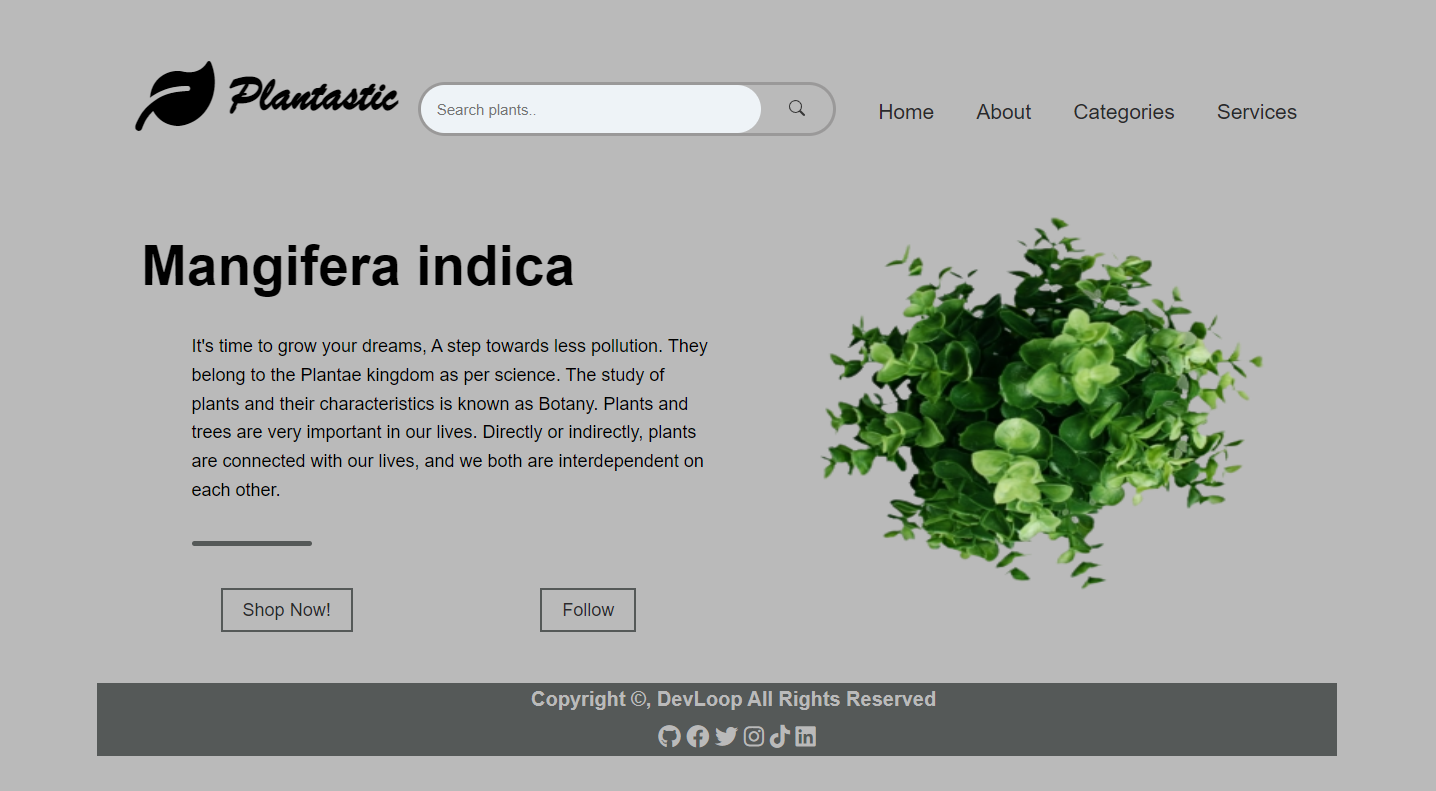 Plantastic
Search plants..
Home
About
Categories
Services
Mangifera indica
It's time to grow your dreams, A step towards less pollution. They
belong to the Plantae kingdom as per science. The study of
plants and their characteristics is known as Botany. Plants and
trees are very important in our lives. Directly or indirectly, plants
are connected with our lives, and we both are interdependent on
each other.
Shop Now!
Follow
Copyright ©, DevLoop All Rights Reserved